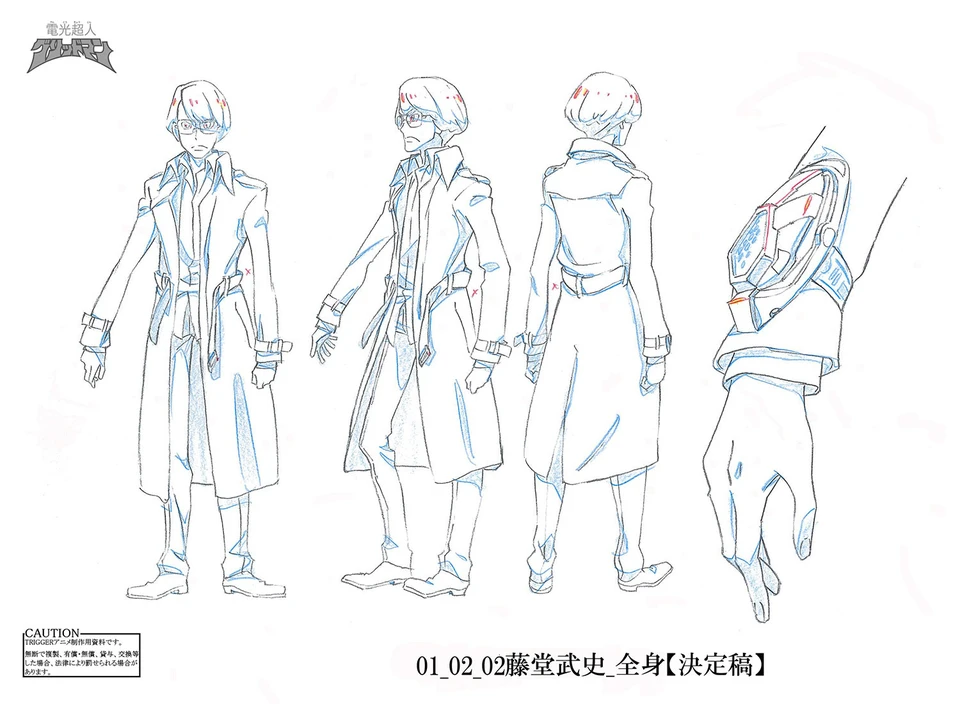 電光超人
グリッドマン
CAUTION
TRIGGERアニメ制作用資料です。
無断で複製、有償・無償、貸与、交換等
した場合、法律により罰せられる場合が
あります。
01_02_02藤堂武史_全身【決定稿】